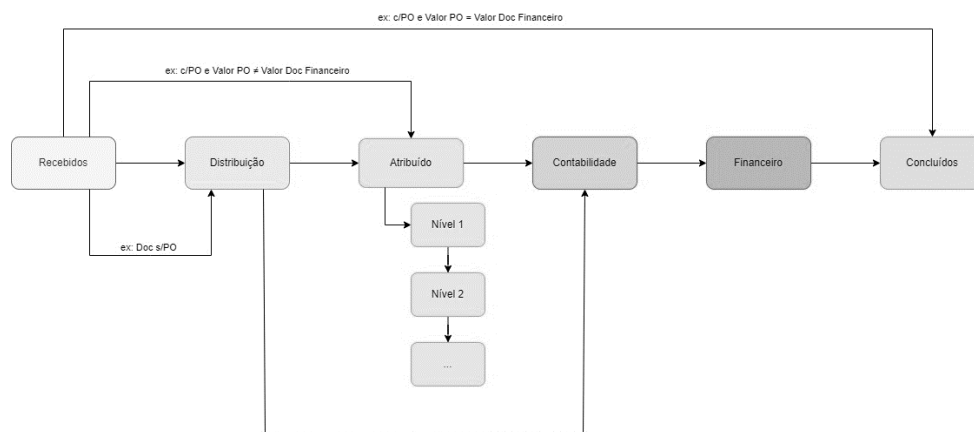 ex: c/PO e Valor PO = Valor Doc Financeiro
ex: c/PO e Valor PO ≠ Valor Doc Financeiro
Recebidos
Distribuição
Atribuído
Contabilidade
Financeiro
Concluídos
Nível 1
ex: Doc s/PO
Nível 2
...